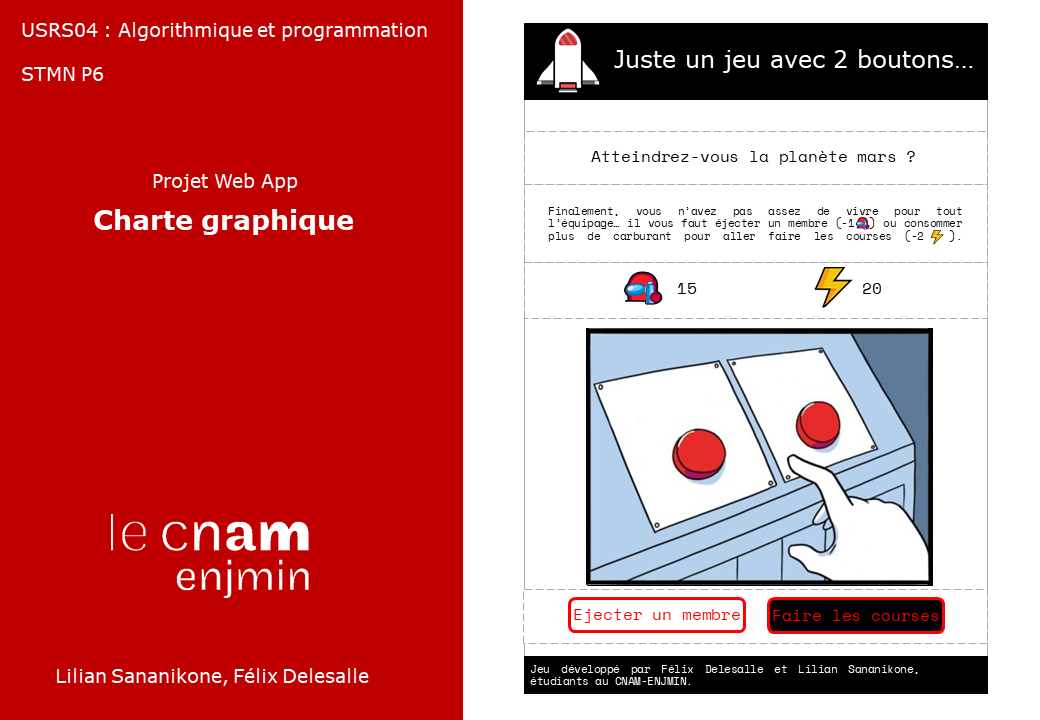 USRS04 : Algorithmique et programmation
STMN P6
Projet Web App
Charte graphique
le cnam
enjmin
Lilian Sananikone, Félix Delesalle
Juste un jeu avec 2 boutons...
Atteindrez-vous la planète mars ?
Finalement, vous n'avez pas assez de vivre pour tout
l'équipage… il vous faut éjecter un membre (-1 ) ou consommer
plus de carburant pour aller faire les courses (-2 ).
15
20
Ejecter un membre
Faire les courses
Jeu développé par Félix Delesalle et Lilian Sananikone,
étudiants au CNAM-ENJMIN.